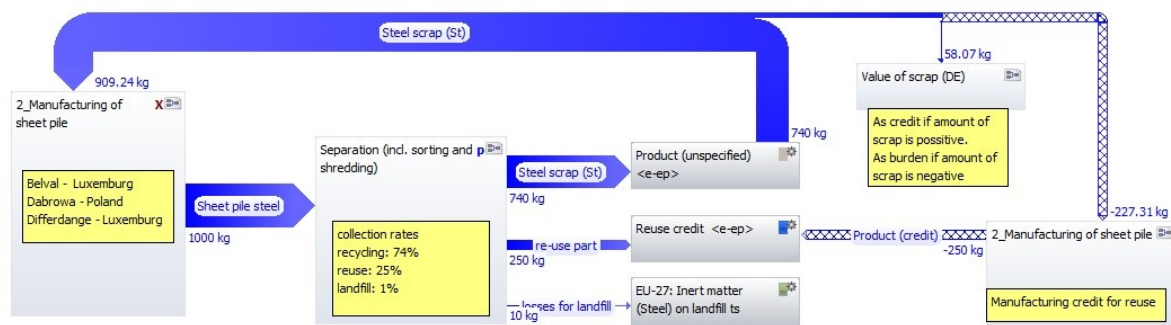 Steel scrap (St)
909.24 kg
58.07 kg
2_Manufacturing of
sheet pile
X
Belval - Luxemburg
Dabrowa - Poland
Differdange - Luxemburg
Sheet pile steel
1000 kg
Separation (incl. sorting and
shredding)
p
collection rates
recycling: 74%
reuse: 25%
landfill: 1%
Steel scrap (St)
740 kg
re-use part
250 kg
losses for landfill
10 kg
740 kg
Product (unspecified)
<e-ep>
Reuse credit <e-ep>
EU-27: Inert matter
(Steel) on landfill ts
Value of scrap (DE)
As credit if amount of
scrap is possitive.
As burden if amount of
scrap is negative
Product (credit)
-227.31 kg
-250 kg
2_Manufacturing of sheet pile
Manufacturing credit for reuse